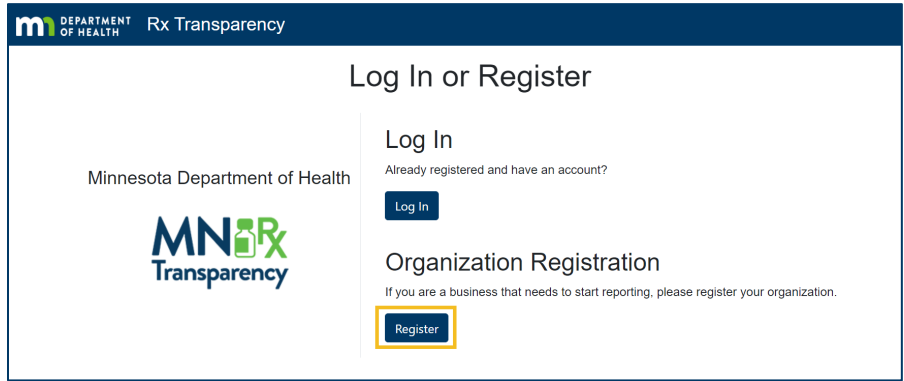 mn DEPARTMENT
OF HEALTH
Rx Transparency
Log In or Register
Minnesota Department of Health
MN Rx
Transparency
Log In
Already registered and have an account?
Log In
Organization Registration
If you are a business that needs to start reporting, please register your organization.
Register